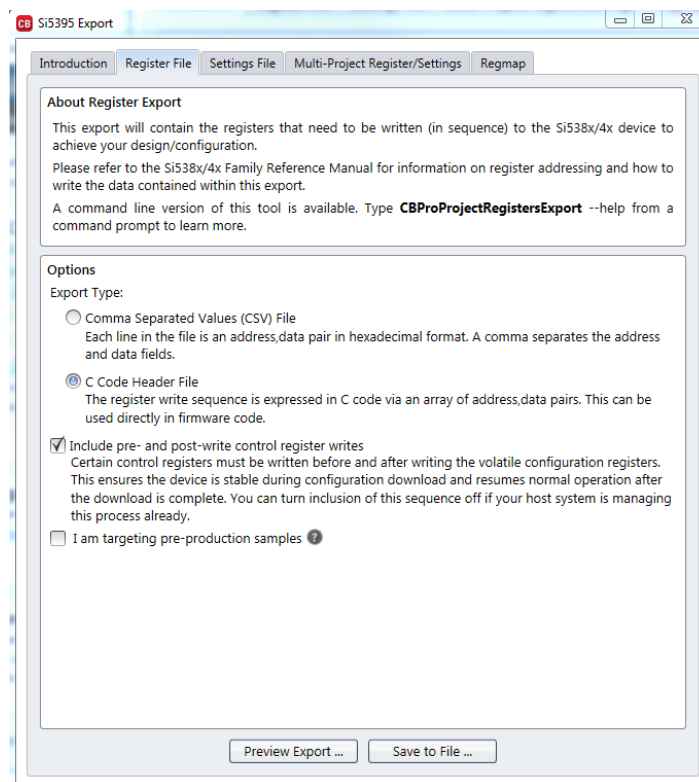 CB Si5395 Export
Introduction Register File Settings File Multi-Project Register/Settings Regmap
About Register Export
This export will contain the registers that need to be written (in sequence) to the Si538x/4x device to
achieve your design/configuration.
Please refer to the Si538x/4x Family Reference Manual for information on register addressing and how to
write the data contained within this export.
A command line version of this tool is available. Type CBProProjectRegistersExport --help from a
command prompt to learn more.
Options
Export Type:
Comma Separated Values (CSV) File
Each line in the file is an address,data pair in hexadecimal format. A comma separates the address
and data fields.
C Code Header File
The register write sequence is expressed in C code via an array of address,data pairs. This can be
used directly in firmware code.
Include pre- and post-write control register writes
Certain control registers must be written before and after writing the volatile configuration registers.
This ensures the device is stable during configuration download and resumes normal operation after
the download is complete. You can turn inclusion of this sequence off if your host system is managing
this process already.
I am targeting pre-production samples ?
Preview Export ... Save to File ...